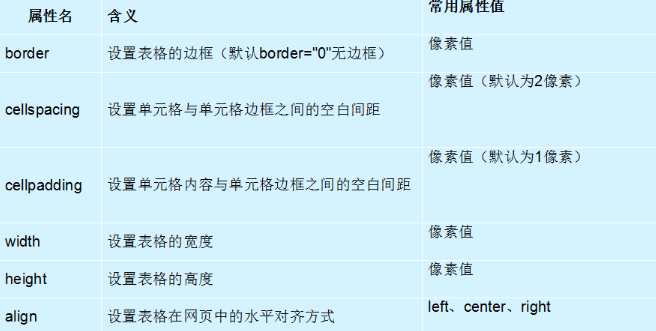 属性名 含义 常用属性值
border 设置表格的边框（默认border="0"无边框） 像素值
cellspacing 设置单元格与单元格边框之间的空白间距 像素值（默认为2像素）
cellpadding 设置单元格内容与单元格边框之间的空白间距 像素值（默认为1像素）
width 设置表格的宽度 像素值
height 设置表格的高度 像素值
align 设置表格在网页中的水平对齐方式 left、center、right